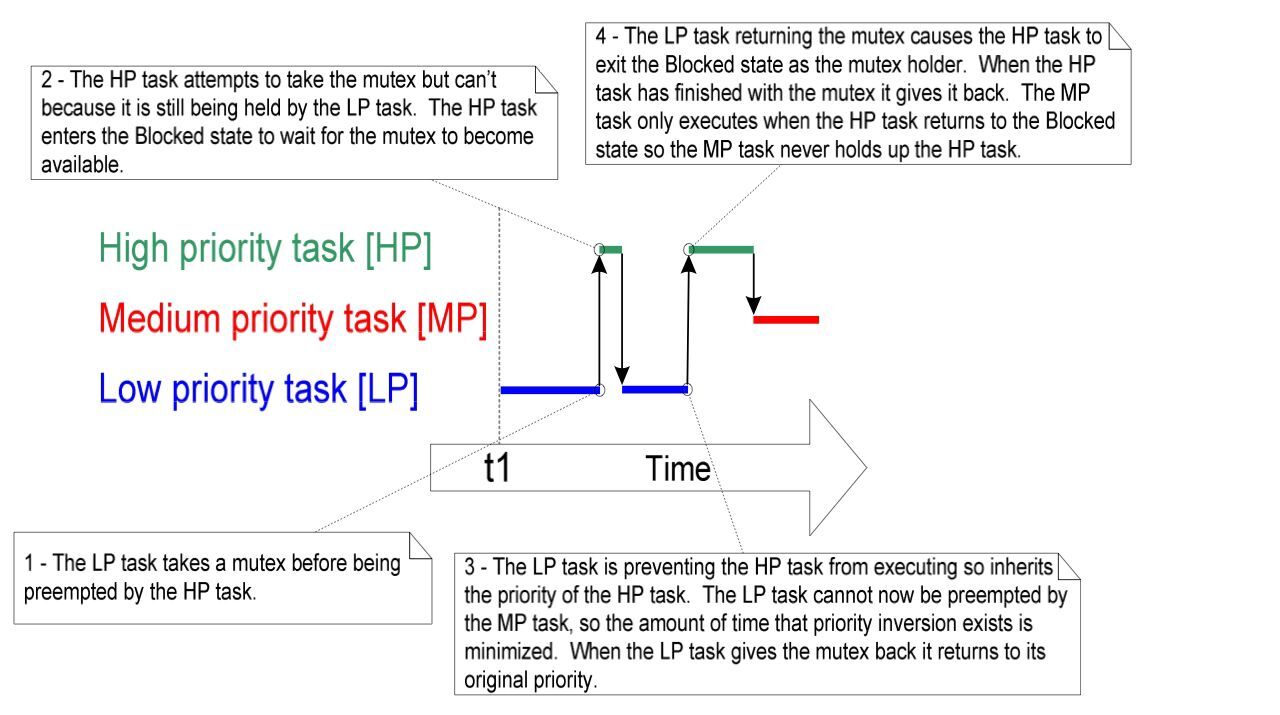 4 - The LP task returning the mutex causes the HP task to
exit the Blocked state as the mutex holder.  When the HP
task has finished with the mutex it gives it back.  The MP
task only executes when the HP task returns to the Blocked
state so the MP task never holds up the HP task.
2 - The HP task attempts to take the mutex but can’t
because it is still being held by the LP task.  The HP task
enters the Blocked state to wait for the mutex to become
available.
High priority task [HP]
Medium priority task [MP]
Low priority task [LP]
t1
Time
1 - The LP task takes a mutex before being
preempted by the HP task.
3 - The LP task is preventing the HP task from executing so inherits
the priority of the HP task.  The LP task cannot now be preempted by
the MP task, so the amount of time that priority inversion exists is
minimized.  When the LP task gives the mutex back it returns to its
original priority.